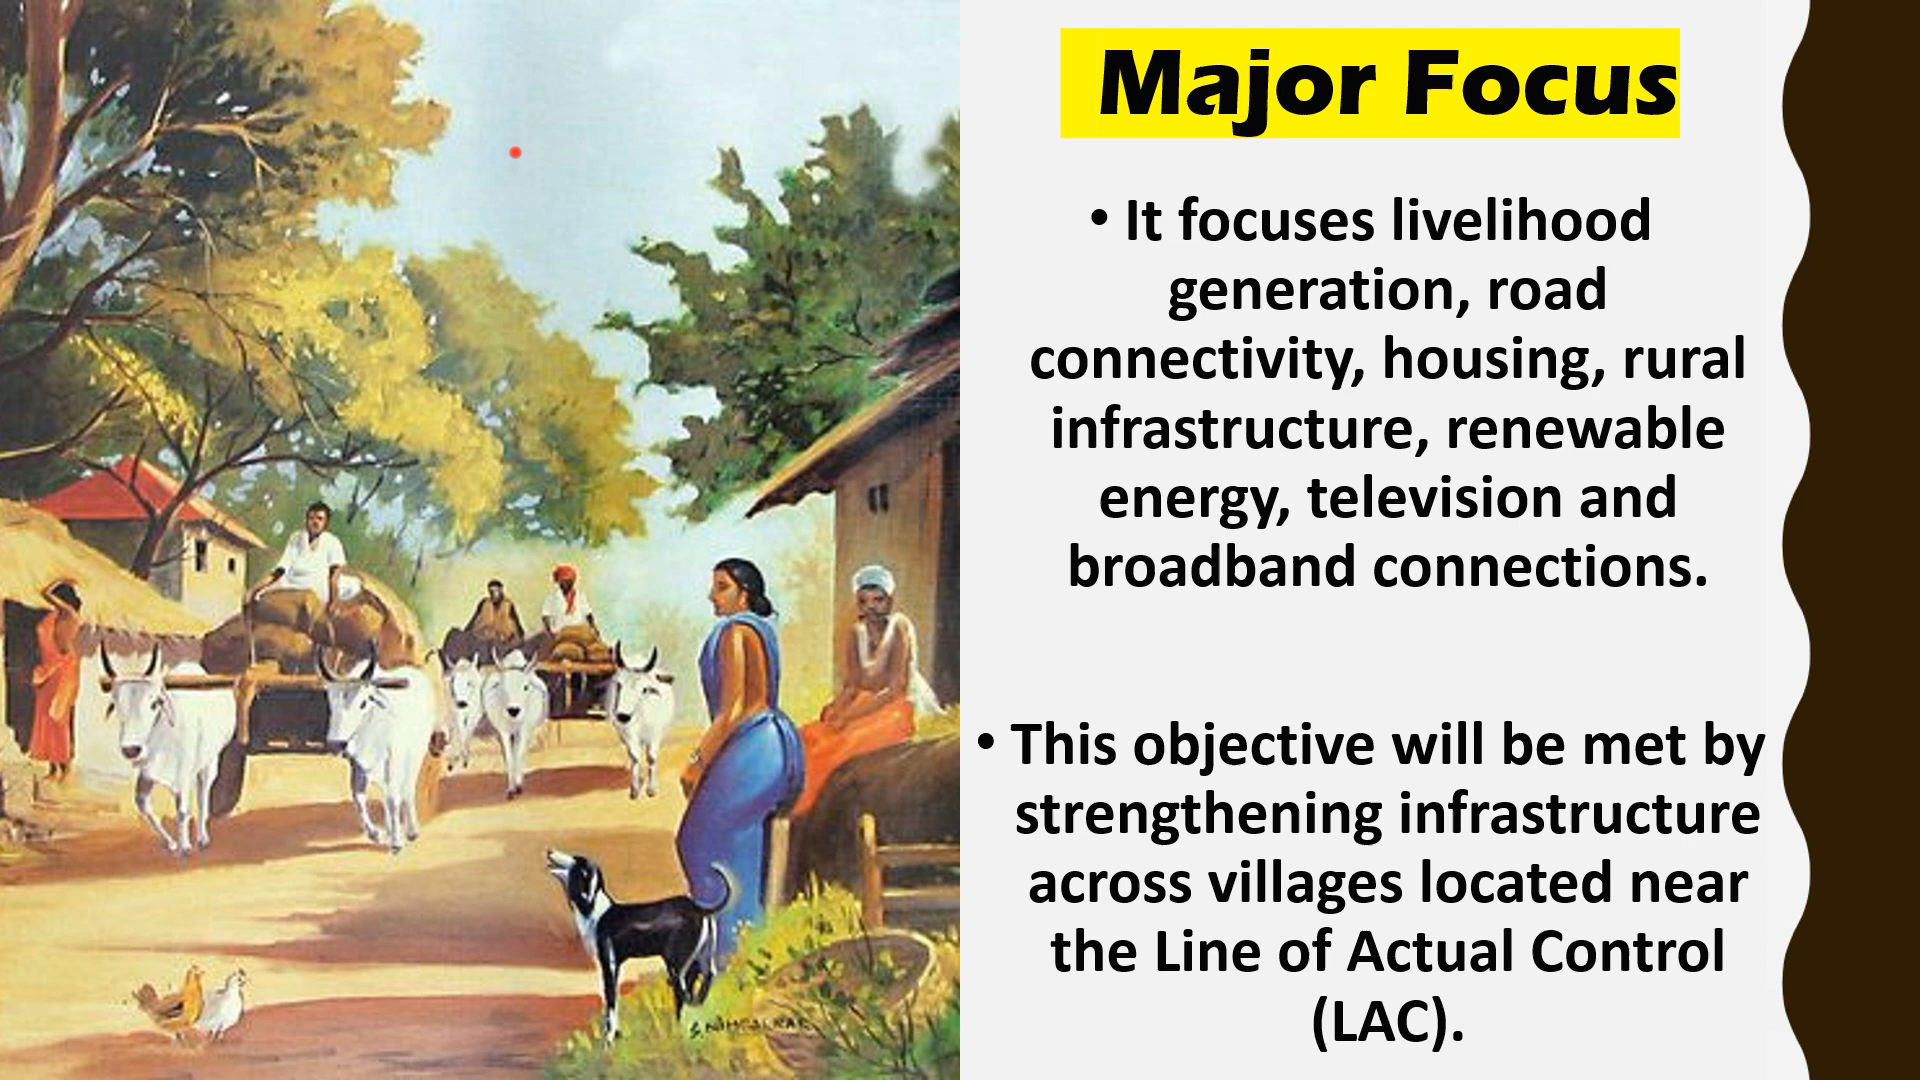 Major Focus
• It focuses livelihood
generation, road
connectivity, housing, rural
infrastructure, renewable
energy, television and
broadband connections.
• This objective will be met by
strengthening infrastructure
across villages located near
the Line of Actual Control
(LAC).